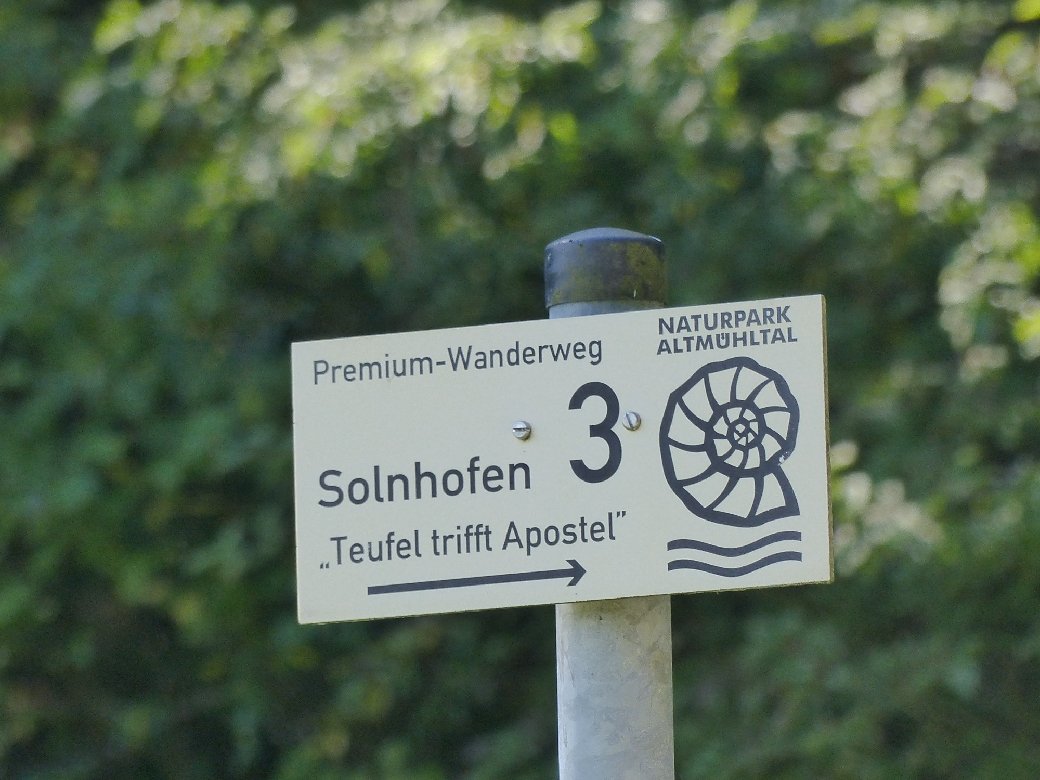 Premium-Wanderweg
3
Solnhofen
„Teufel trifft Apostel”
NATURPARK
ALTMÜHLTAL